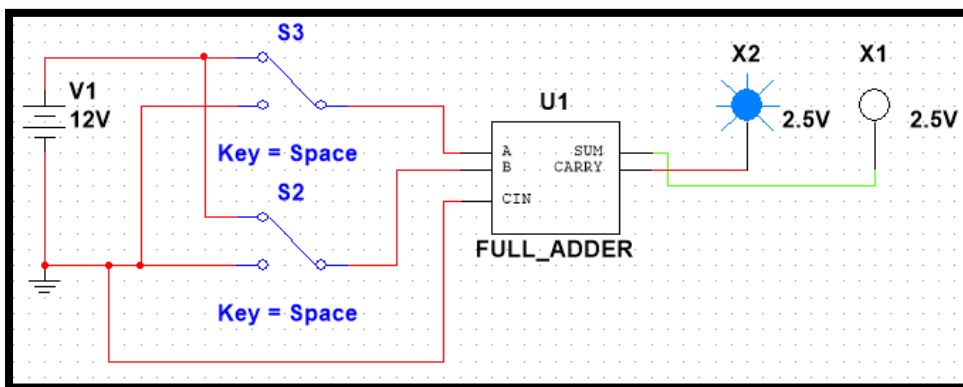 S3
V1
12V
Key = Space
S2
Key = Space
U1
A
B
CIN
SUM
CARRY
FULL_ADDER
X2
2.5V
X1
2.5V